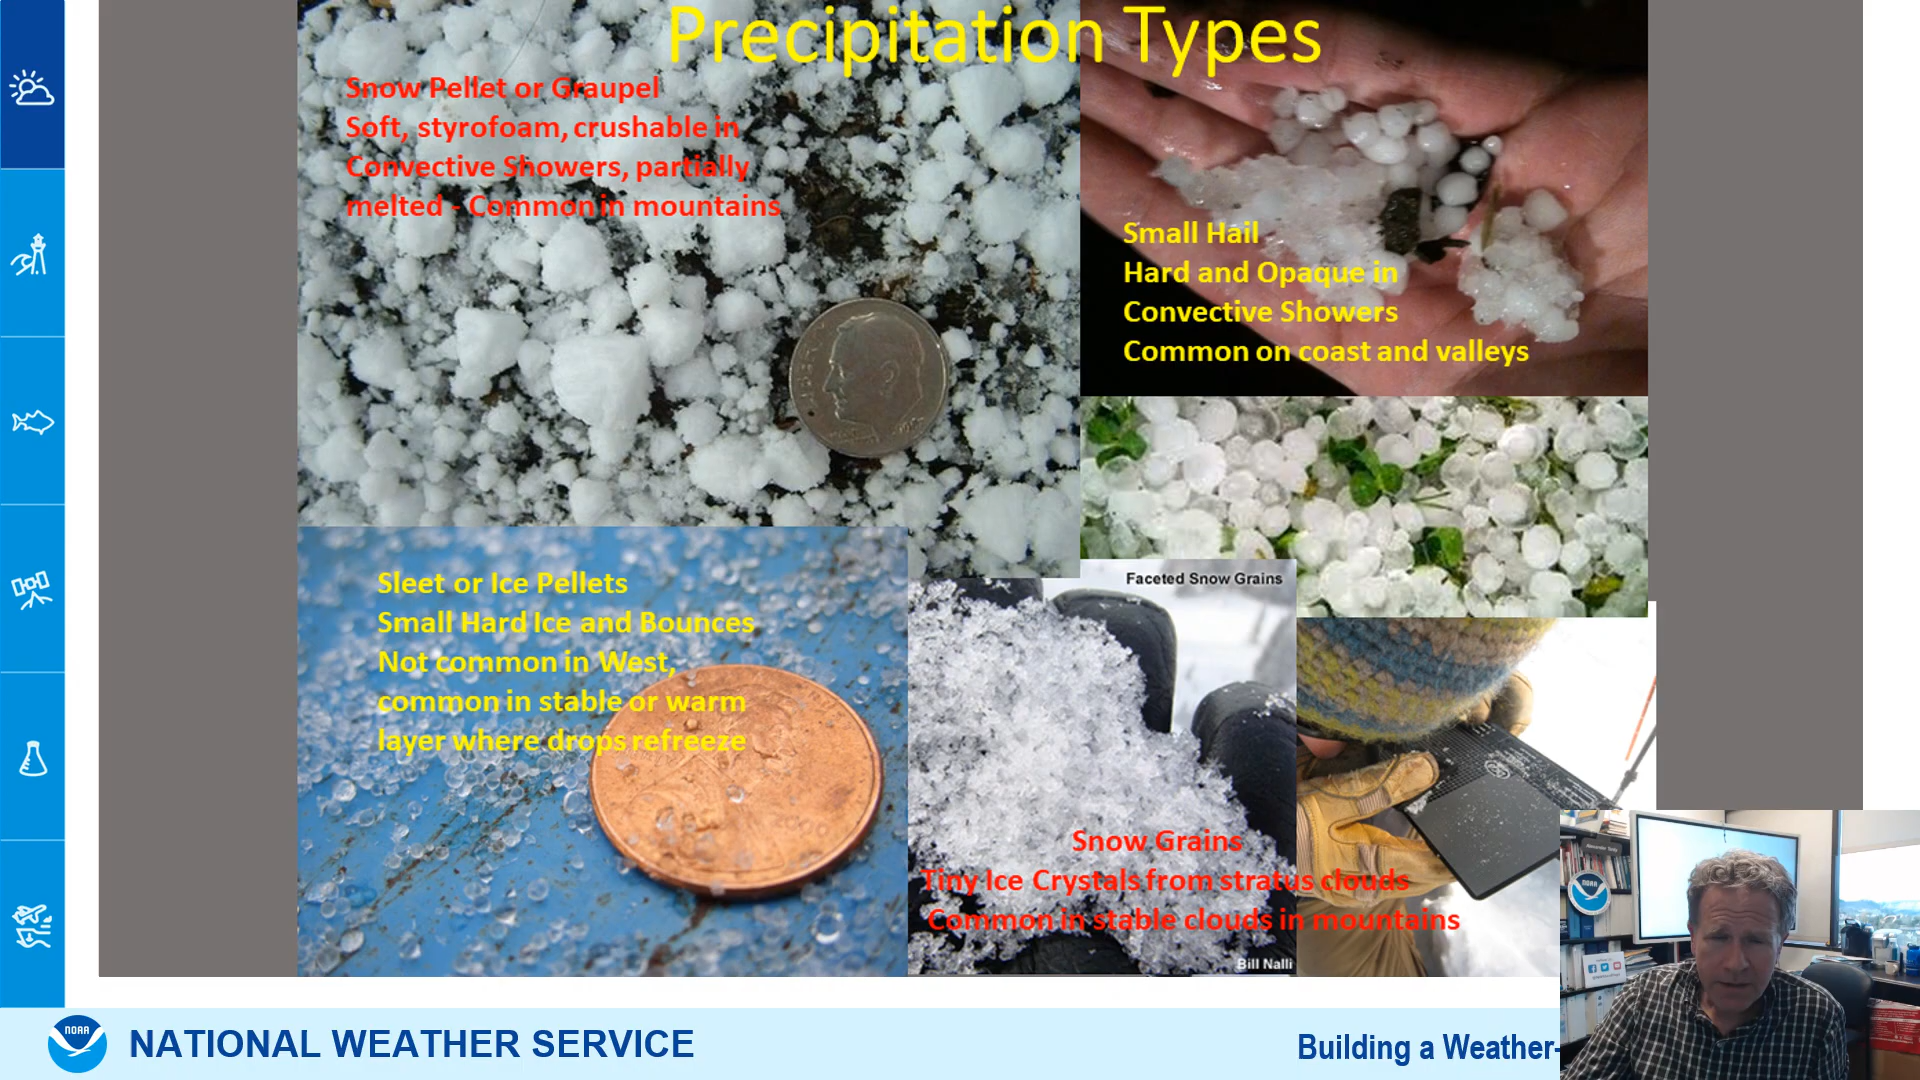 Precipitation Types
Snow Pellet or Graupel
Soft, styrofoam, crushable in
Convective Showers, partially
melted - Common in mountains
Small Hail
Hard and Opaque in
Convective Showers
Common on coast and valleys
Sleet or Ice Pellets
Small Hard Ice and Bounces
Not common in West,
common in stable or warm
layer where drops refreeze
Faceted Snow Grains
Snow Grains
Tiny Ice Crystals from stratus clouds
Common in stable clouds in mountains
Bill Nalli
NOAA
NATIONAL WEATHER SERVICE
Building a Weather-
NOAA